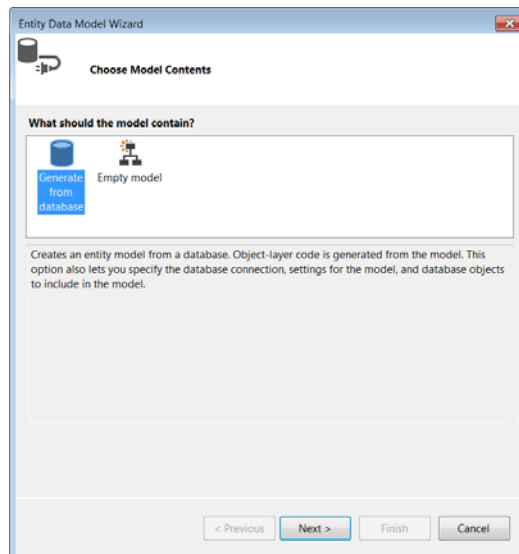 Entity Data Model Wizard
Choose Model Contents
What should the model contain?
Generate
from
database
Empty model
Creates an entity model from a database. Object-layer code is generated from the model. This
option also lets you specify the database connection, settings for the model, and database objects
to include in the model.
< Previous
Next >
Finish
Cancel